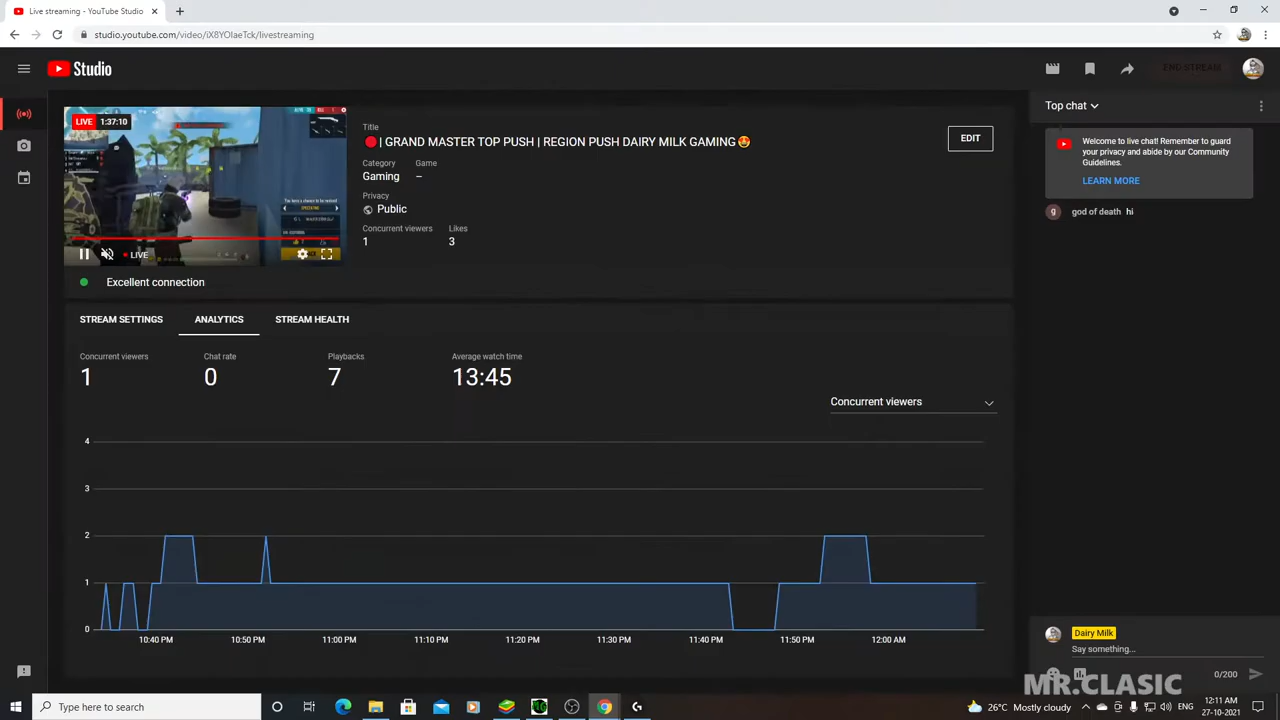 Live streaming - YouTube Studio
studio.youtube.com/video/iX8YOIaeTck/livestreaming
Studio
END STREAM
LIVE 1:37:10
LIVE
Title
| GRAND MASTER TOP PUSH | REGION PUSH DAIRY MILK GAMING
EDIT
Category Game
Gaming –
Privacy
Public
Concurrent viewers Likes
1 3
Excellent connection
STREAM SETTINGS ANALYTICS STREAM HEALTH
Concurrent viewers Chat rate Playbacks Average watch time
1 0 7 13:45
Concurrent viewers
4
3
2
1
0
10:40 PM 10:50 PM 11:00 PM 11:10 PM 11:20 PM 11:30 PM 11:40 PM 11:50 PM 12:00 AM
Top chat
Welcome to live chat! Remember to guard
your privacy and abide by our Community
Guidelines.
LEARN MORE
g god of death hi
Dairy Milk
Say something...
0/200
MR.CLASIC
Type here to search
26°C Mostly cloudy
12:11 AM
27-10-2021